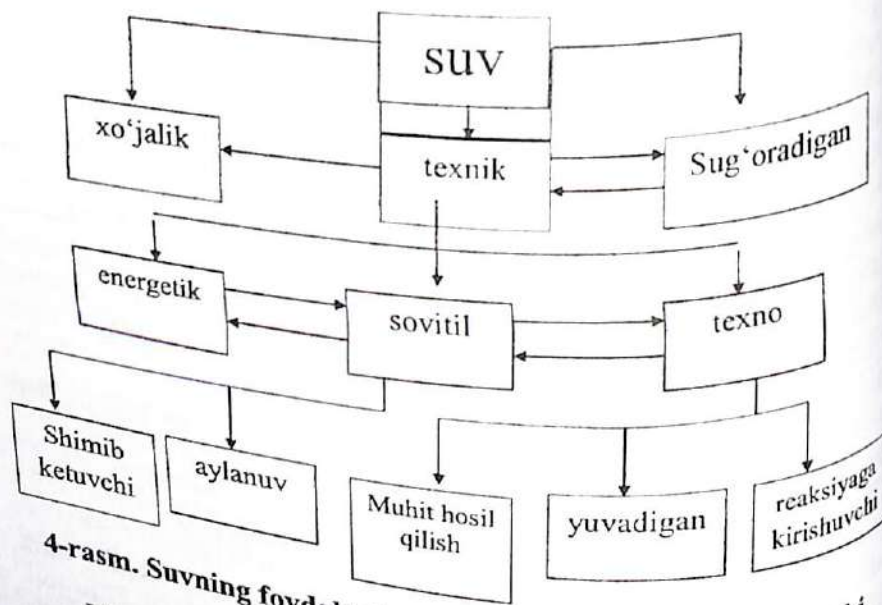 suv
xo‘jalik
texnik
Sug‘oradigan
energetik
sovitil
texno
Shimib
ketuvchi
aylanuv
Muhit hosil
qilish
yuvadigan
reaksiyaga
kirishuvchi
4-rasm. Suvning